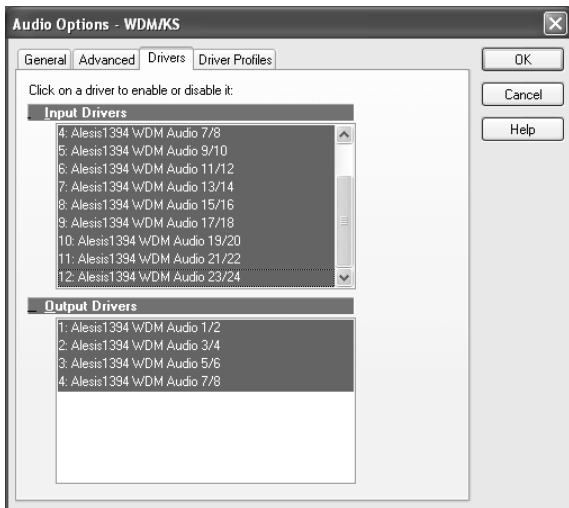 Audio Options - WDM/KS
General Advanced Drivers Driver Profiles
OK
Cancel
Help
Click on a driver to enable or disable it:
Input Drivers
4: Alesis1394 WDM Audio 7/8
5: Alesis1394 WDM Audio 9/10
6: Alesis1394 WDM Audio 11/12
7: Alesis1394 WDM Audio 13/14
8: Alesis1394 WDM Audio 15/16
9: Alesis1394 WDM Audio 17/18
10: Alesis1394 WDM Audio 19/20
11: Alesis1394 WDM Audio 21/22
12: Alesis1394 WDM Audio 23/24
Output Drivers
1: Alesis1394 WDM Audio 1/2
2: Alesis1394 WDM Audio 3/4
3: Alesis1394 WDM Audio 5/6
4: Alesis1394 WDM Audio 7/8